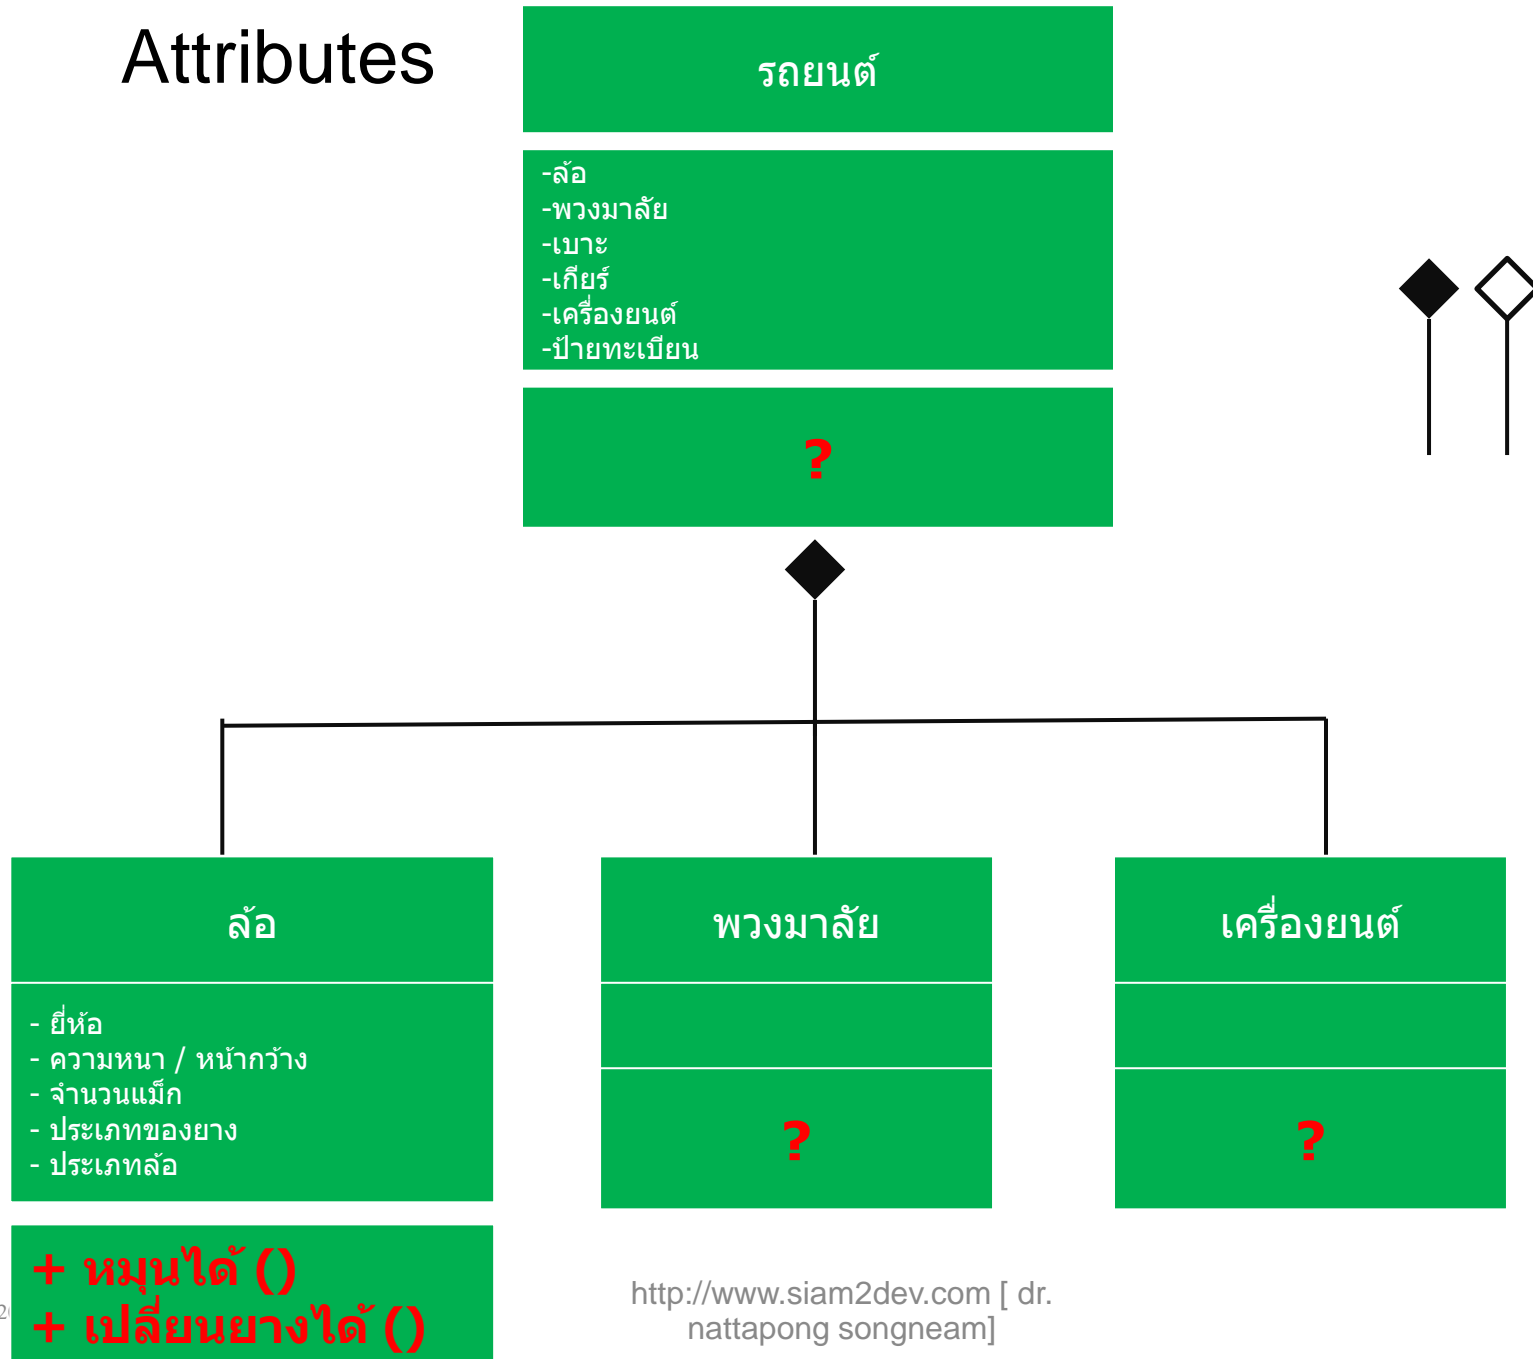 Attributes
รถยนต์
-ล้อ
-พวงมาลัย
-เบาะ
-เกียร์
-เครื่องยนต์
-ป้ายทะเบียน
?
ล้อ
- ยี่ห้อ
- ความหนา / หน้ากว้าง
- จำนวนแม็ก
- ประเภทของยาง
- ประเภทล้อ
+ หมุนได้ ()
+ เปลี่ยนยางได้ ()
พวงมาลัย
?
เครื่องยนต์
?
http://www.siam2dev.com [ dr.
nattapong songneam]